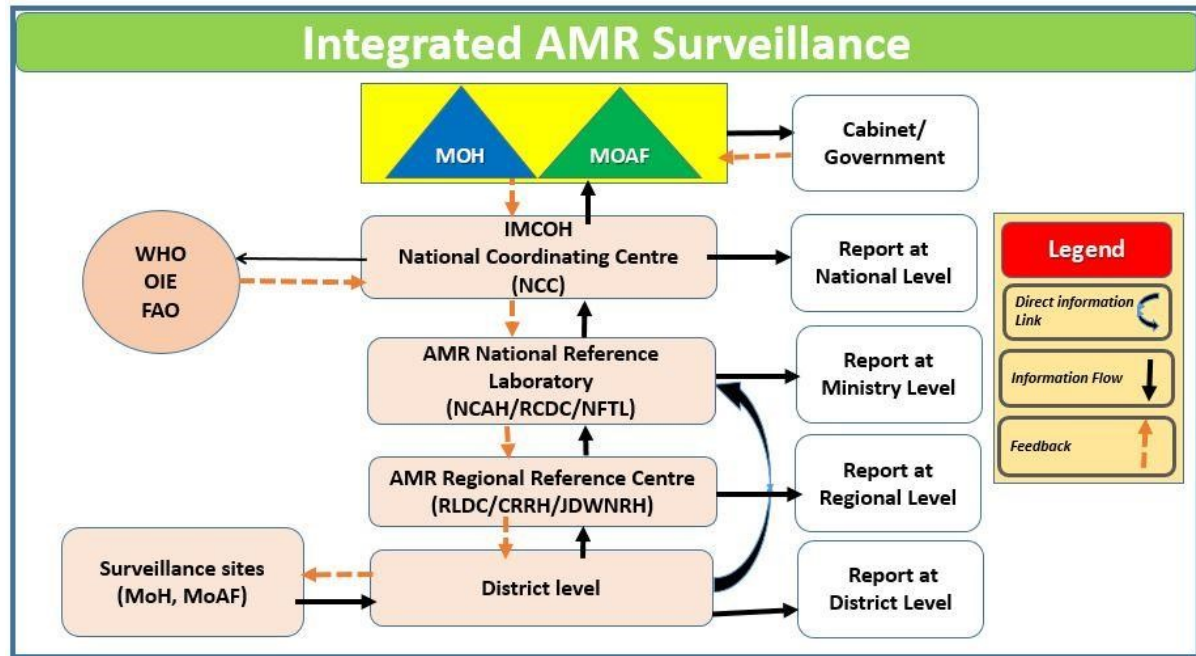 Integrated AMR Surveillance
MOH
MOAF
Cabinet/
Government
IMCOH
National Coordinating Centre
(NCC)
Report at
National Level
WHO
OIE
FAO
Legend
Direct information
Link
Information Flow
Feedback
AMR National Reference
Laboratory
(NCAH/RCDC/NFTL)
Report at
Ministry Level
AMR Regional Reference Centre
(RLDC/CRRH/JDWNRH)
Report at
Regional Level
Surveillance sites
(MoH, MoAF)
District level
Report at
District Level